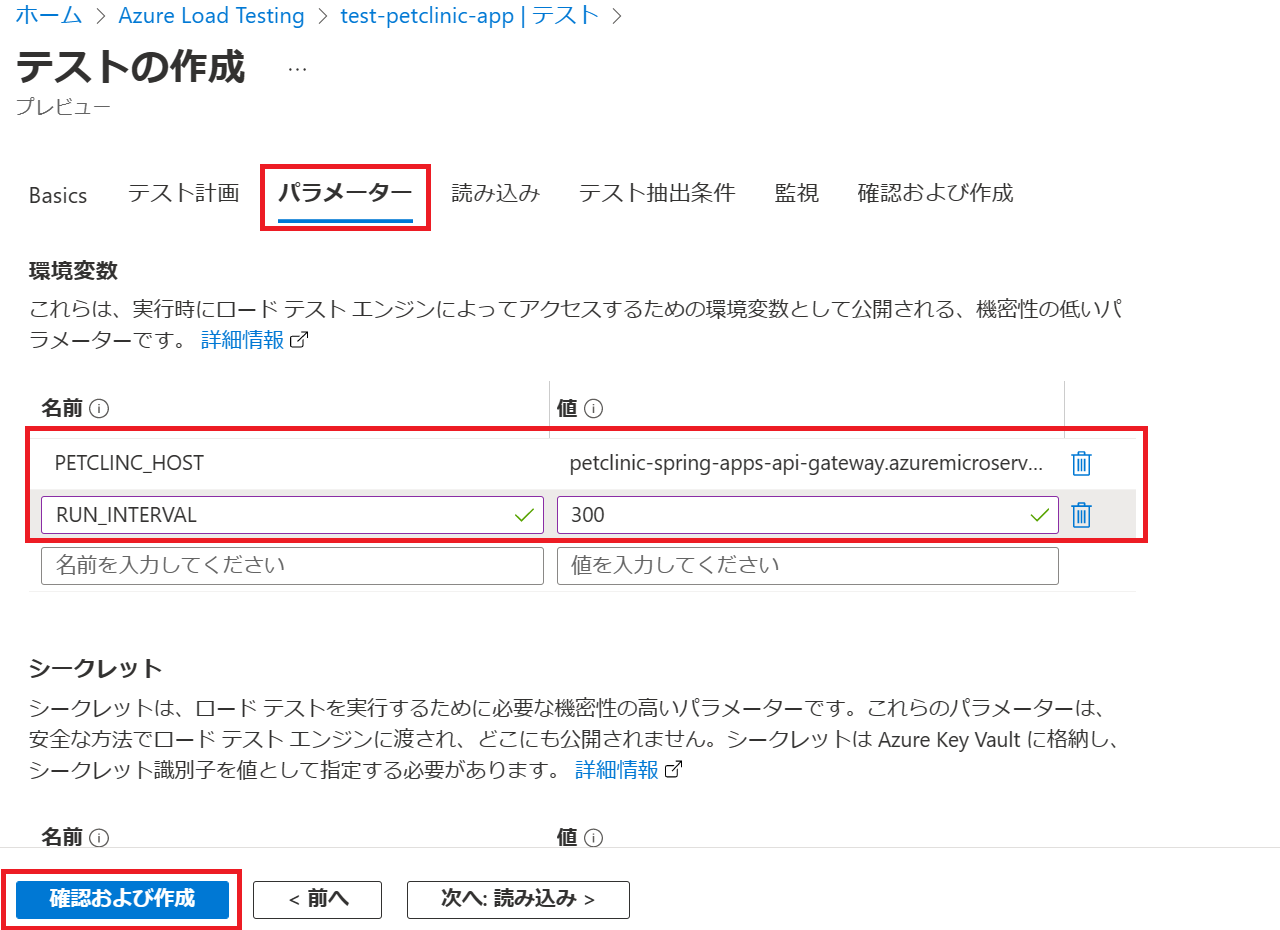 ホーム > Azure Load Testing > test-petclinic-app | テスト >
テストの作成 …
プレビュー
Basics テスト計画 パラメーター 読み込み テスト抽出条件 監視 確認および作成
環境変数
これらは、実行時にロード テスト エンジンによってアクセスするための環境変数として公開される、機密性の低いパ
ラメーターです。 詳細情報
名前 値
PETCLINC_HOST petclinic-spring-apps-api-gateway.azuremicroserv...
RUN_INTERVAL 300
名前を入力してください 値を入力してください
シークレット
シークレットは、ロード テストを実行するために必要な機密性の高いパラメーターです。これらのパラメーターは、
安全な方法でロード テスト エンジンに渡され、どこにも公開されません。シークレットは Azure Key Vault に格納し、
シークレット識別子を値として指定する必要があります。 詳細情報
名前 値
確認および作成 < 前へ 次へ: 読み込み >